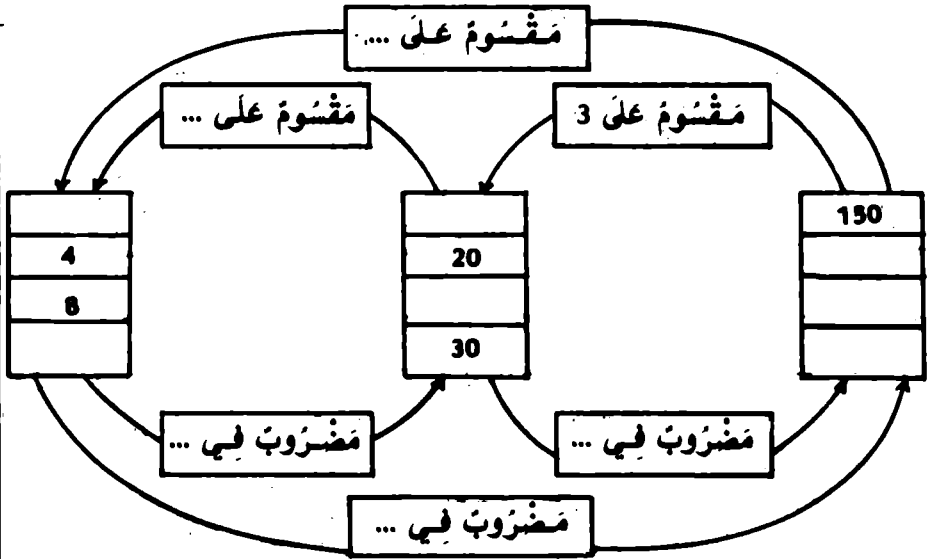 مَقْسُومٌ عَلَى ...
مَقْسُومٌ عَلَى 3
مَقْسُومٌ عَلَى ...
150
20
4
8
30
مَضْرُوبٌ فِي ...
مَضْرُوبٌ فِي ...
مَضْرُوبٌ فِي ...